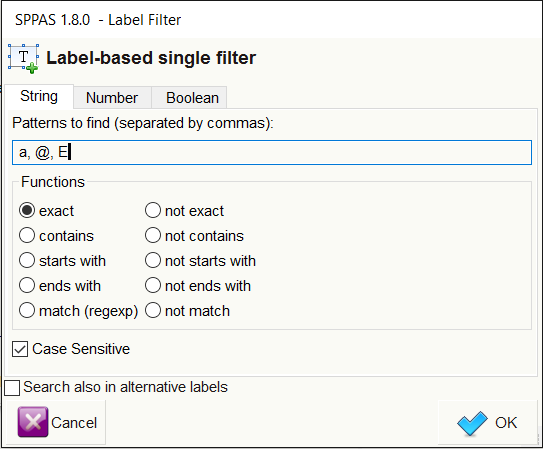 SPPAS 1.8.0 - Label Filter
T
Label-based single filter
String Number Boolean
Patterns to find (separated by commas):
a, @, E
Functions
exact not exact
contains not contains
starts with not starts with
ends with not ends with
match (regexp) not match
Case Sensitive
Search also in alternative labels
Cancel OK